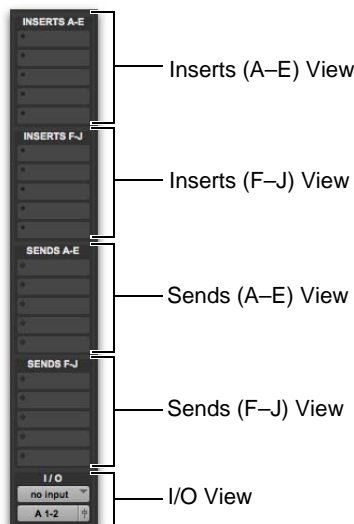 INSERTS A-E
Inserts (A–E) View
INSERTS F-J
Inserts (F–J) View
SENDS A-E
Sends (A–E) View
SENDS F-J
Sends (F–J) View
I/O
no input
I/O View
A 1-2